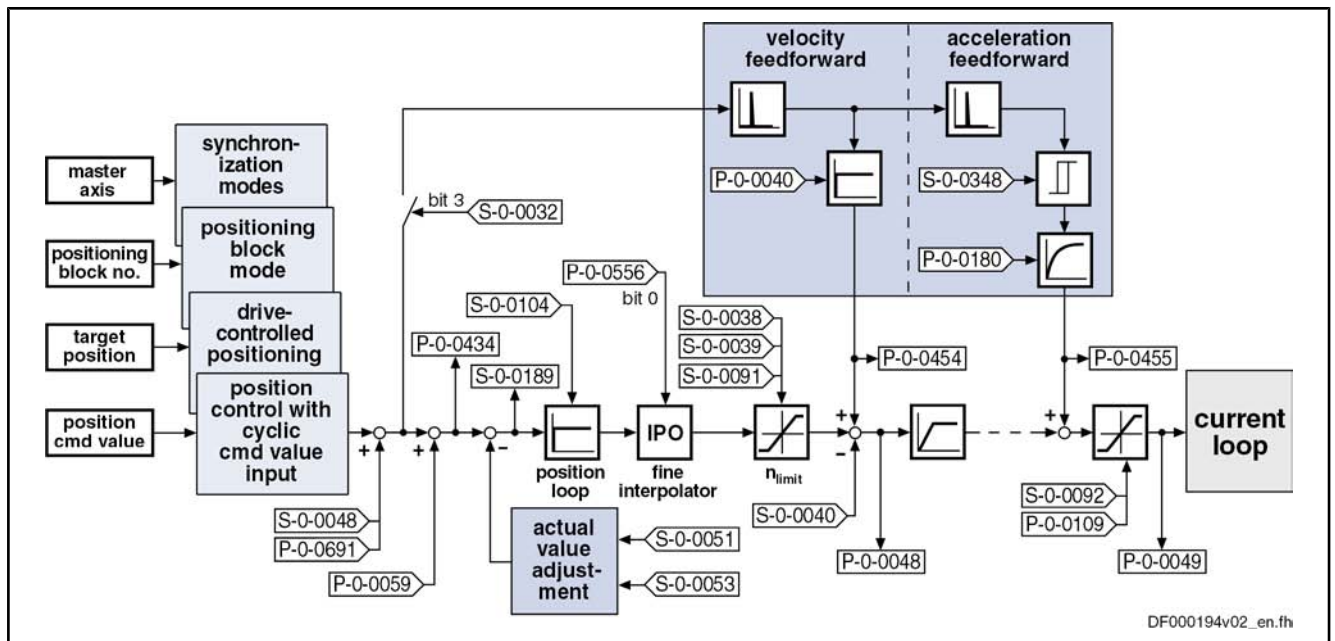 velocity
feedforward
acceleration
feedforward
master
axis
synchron-
ization
modes
positioning
block no.
positioning
block
mode
target
position
drive-
controlled
positioning
position
cmd value
position
control with
cyclic
cmd value
input
bit 3
S-0-0032
P-0-0040
S-0-0348
P-0-0180
P-0-0556
bit 0
S-0-0104
S-0-0038
S-0-0039
S-0-0091
P-0-0434
S-0-0189
P-0-0454
P-0-0455
+
+
−
IPO
+
−
+
current
loop
position
loop
fine
interpolator
nlimit
S-0-0048
P-0-0691
P-0-0059
actual
value
adjust-
ment
S-0-0051
S-0-0053
S-0-0040
P-0-0048
S-0-0092
P-0-0109
P-0-0049
DF000194v02_en.fh